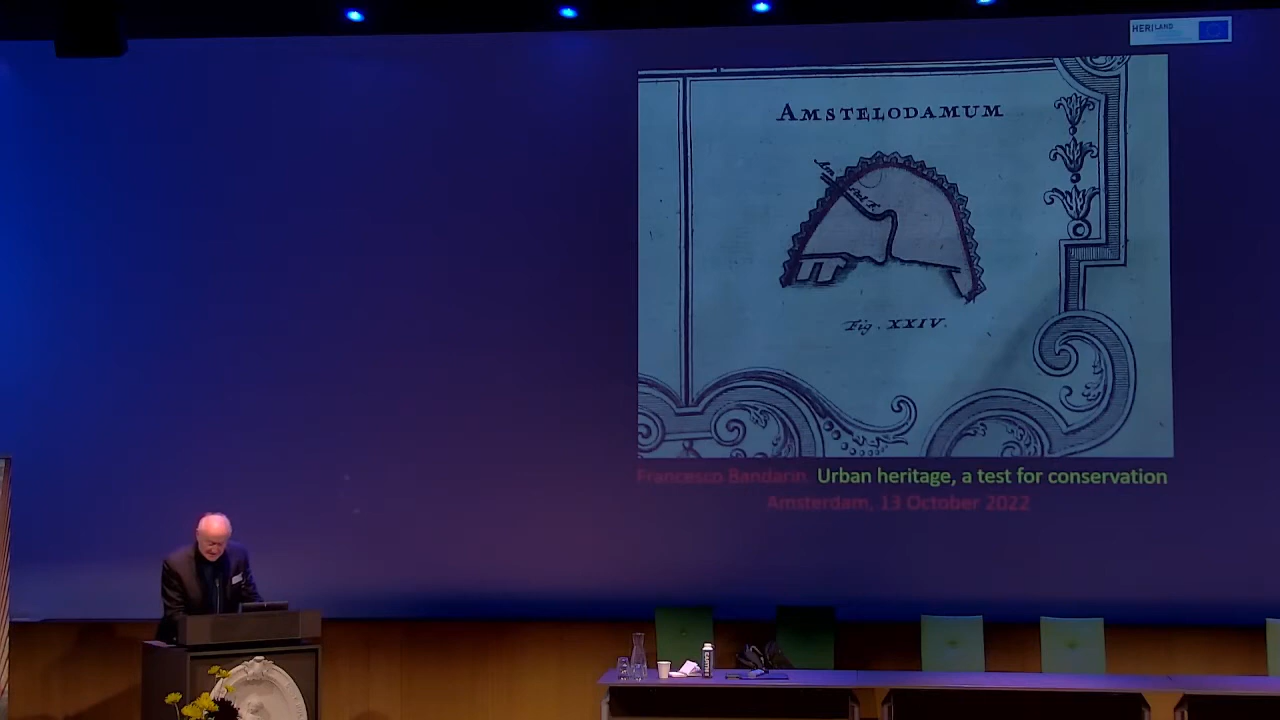 HERILAND
AMSTELODAMUM
Fig. XXIV.
Francesco Bandarin. Urban heritage, a test for conservation
Amsterdam, 13 October 2022